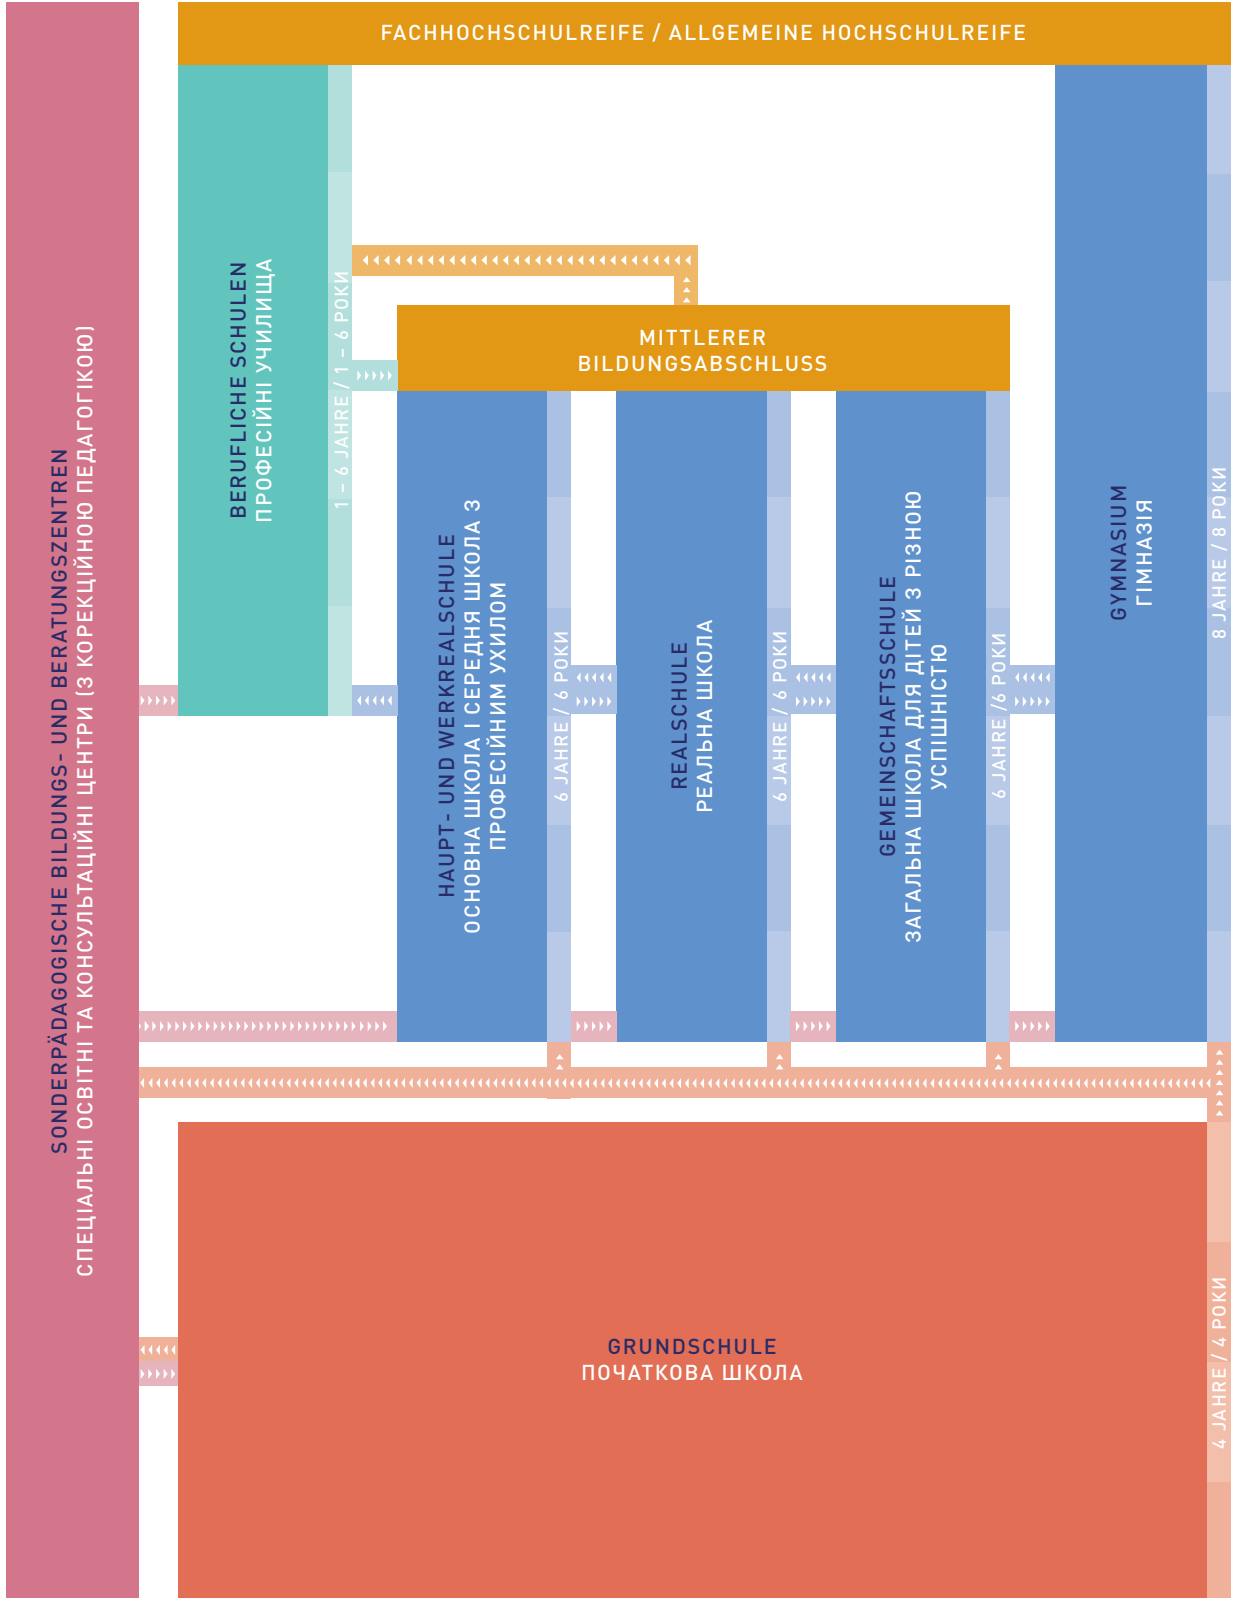 FACHHOCHSCHULREIFE / ALLGEMEINE HOCHSCHULREIFE
SONDERPÄDAGOGISCHE BILDUNGS- UND BERATUNGSZENTREN
СПЕЦІАЛЬНІ ОСВІТНІ ТА КОНСУЛЬТАЦІЙНІ ЦЕНТРИ (З КОРЕКЦІЙНОЮ ПЕДАГОГІКОЮ)
BERUFLICHE SCHULEN
ПРОФЕСІЙНІ УЧИЛИЩА
1 – 6 JAHRE / 1 – 6 РОКИ
MITTLERER
BILDUNGSABSCHLUSS
HAUPT- UND WERKREALSCHULE
ОСНОВНА ШКОЛА І СЕРЕДНЯ ШКОЛА З
ПРОФЕСІЙНИМ УХИЛОМ
6 JAHRE / 6 РОКИ
REALSCHULE
РЕАЛЬНА ШКОЛА
6 JAHRE / 6 РОКИ
GEMEINSCHAFTSSCHULE
ЗАГАЛЬНА ШКОЛА ДЛЯ ДІТЕЙ З РІЗНОЮ
УСПІШНІСТЮ
6 JAHRE /6 РОКИ
GYMNASIUM
ГІМНАЗІЯ
8 JAHRE / 8 РОКИ
GRUNDSCHULE
ПОЧАТКОВА ШКОЛА
4 JAHRE / 4 РОКИ